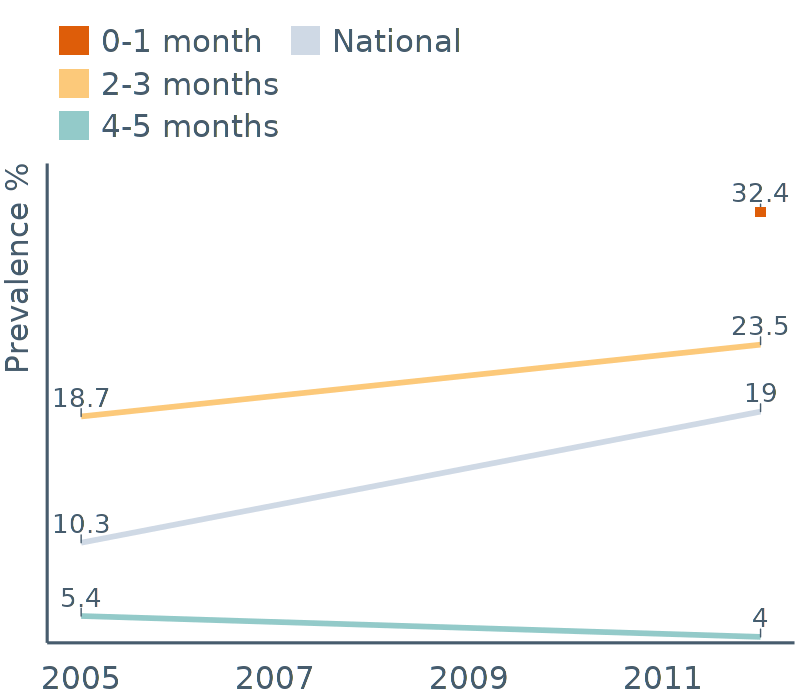 0-1 month
National
2-3 months
4-5 months
Prevalence %
32.4
23.5
19
18.7
10.3
5.4
4
2005 2007 2009 2011